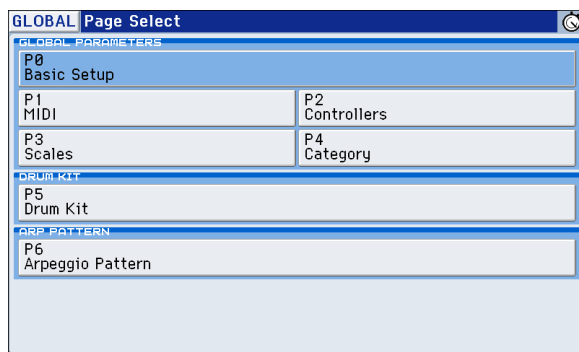 GLOBAL Page Select
GLOBAL PARAMETERS
P0
Basic Setup
P1
MIDI
P2
Controllers
P3
Scales
P4
Category
DRUM KIT
P5
Drum Kit
ARP PATTERN
P6
Arpeggio Pattern